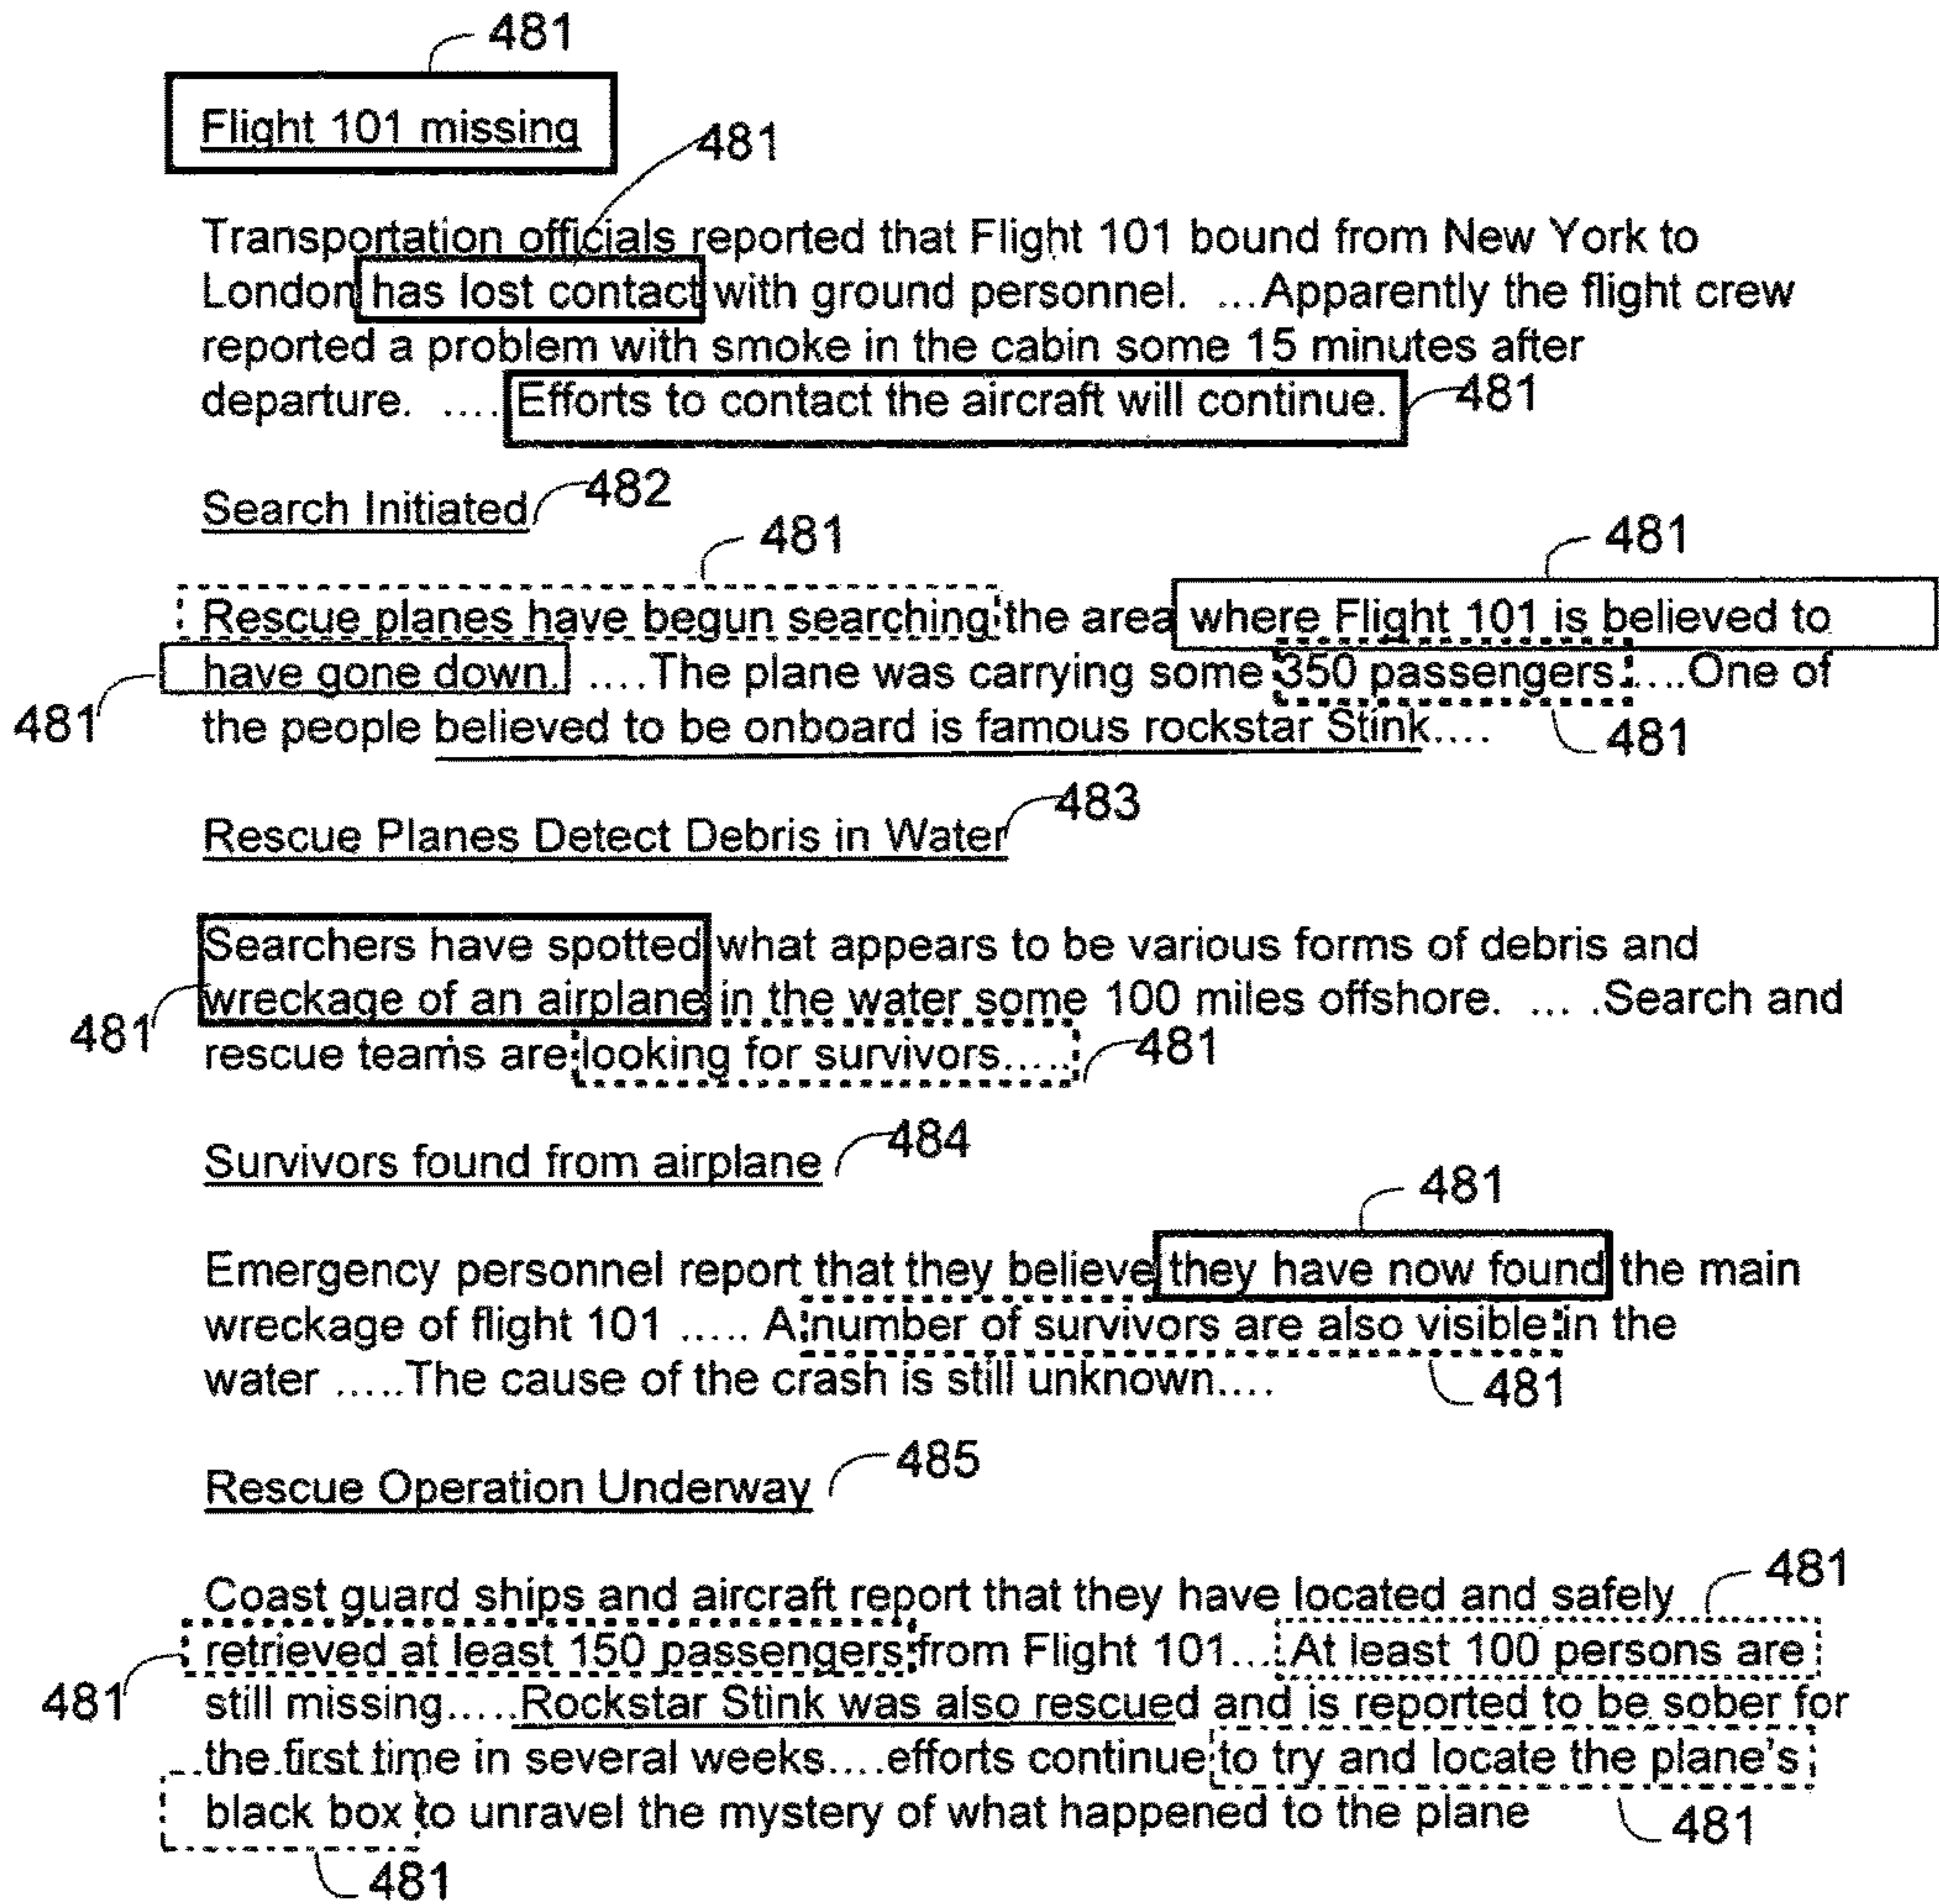 481
Flight 101 missing
481
Transportation officials reported that Flight 101 bound from New York to
London has lost contact with ground personnel. ...Apparently the flight crew
reported a problem with smoke in the cabin some 15 minutes after
departure. .... Efforts to contact the aircraft will continue. 481
Search Initiated 482
481 481
Rescue planes have begun searching the area where Flight 101 is believed to
have gone down. ....The plane was carrying some 350 passengers.....One of
481 the people believed to be onboard is famous rockstar Stink.... 481
Rescue Planes Detect Debris in Water 483
Searchers have spotted what appears to be various forms of debris and
wreckage of an airplane in the water some 100 miles offshore. ... .Search and
481 rescue teams are looking for survivors..... 481
Survivors found from airplane 484
481
Emergency personnel report that they believe they have now found the main
wreckage of flight 101 ..... A number of survivors are also visible in the
water .....The cause of the crash is still unknown.... 481
Rescue Operation Underway 485
Coast guard ships and aircraft report that they have located and safely 481
retrieved at least 150 passengers from Flight 101... At least 100 persons are
481 still missing.....Rockstar Stink was also rescued and is reported to be sober for
the first time in several weeks....efforts continue to try and locate the plane's
black box to unravel the mystery of what happened to the plane 481
481